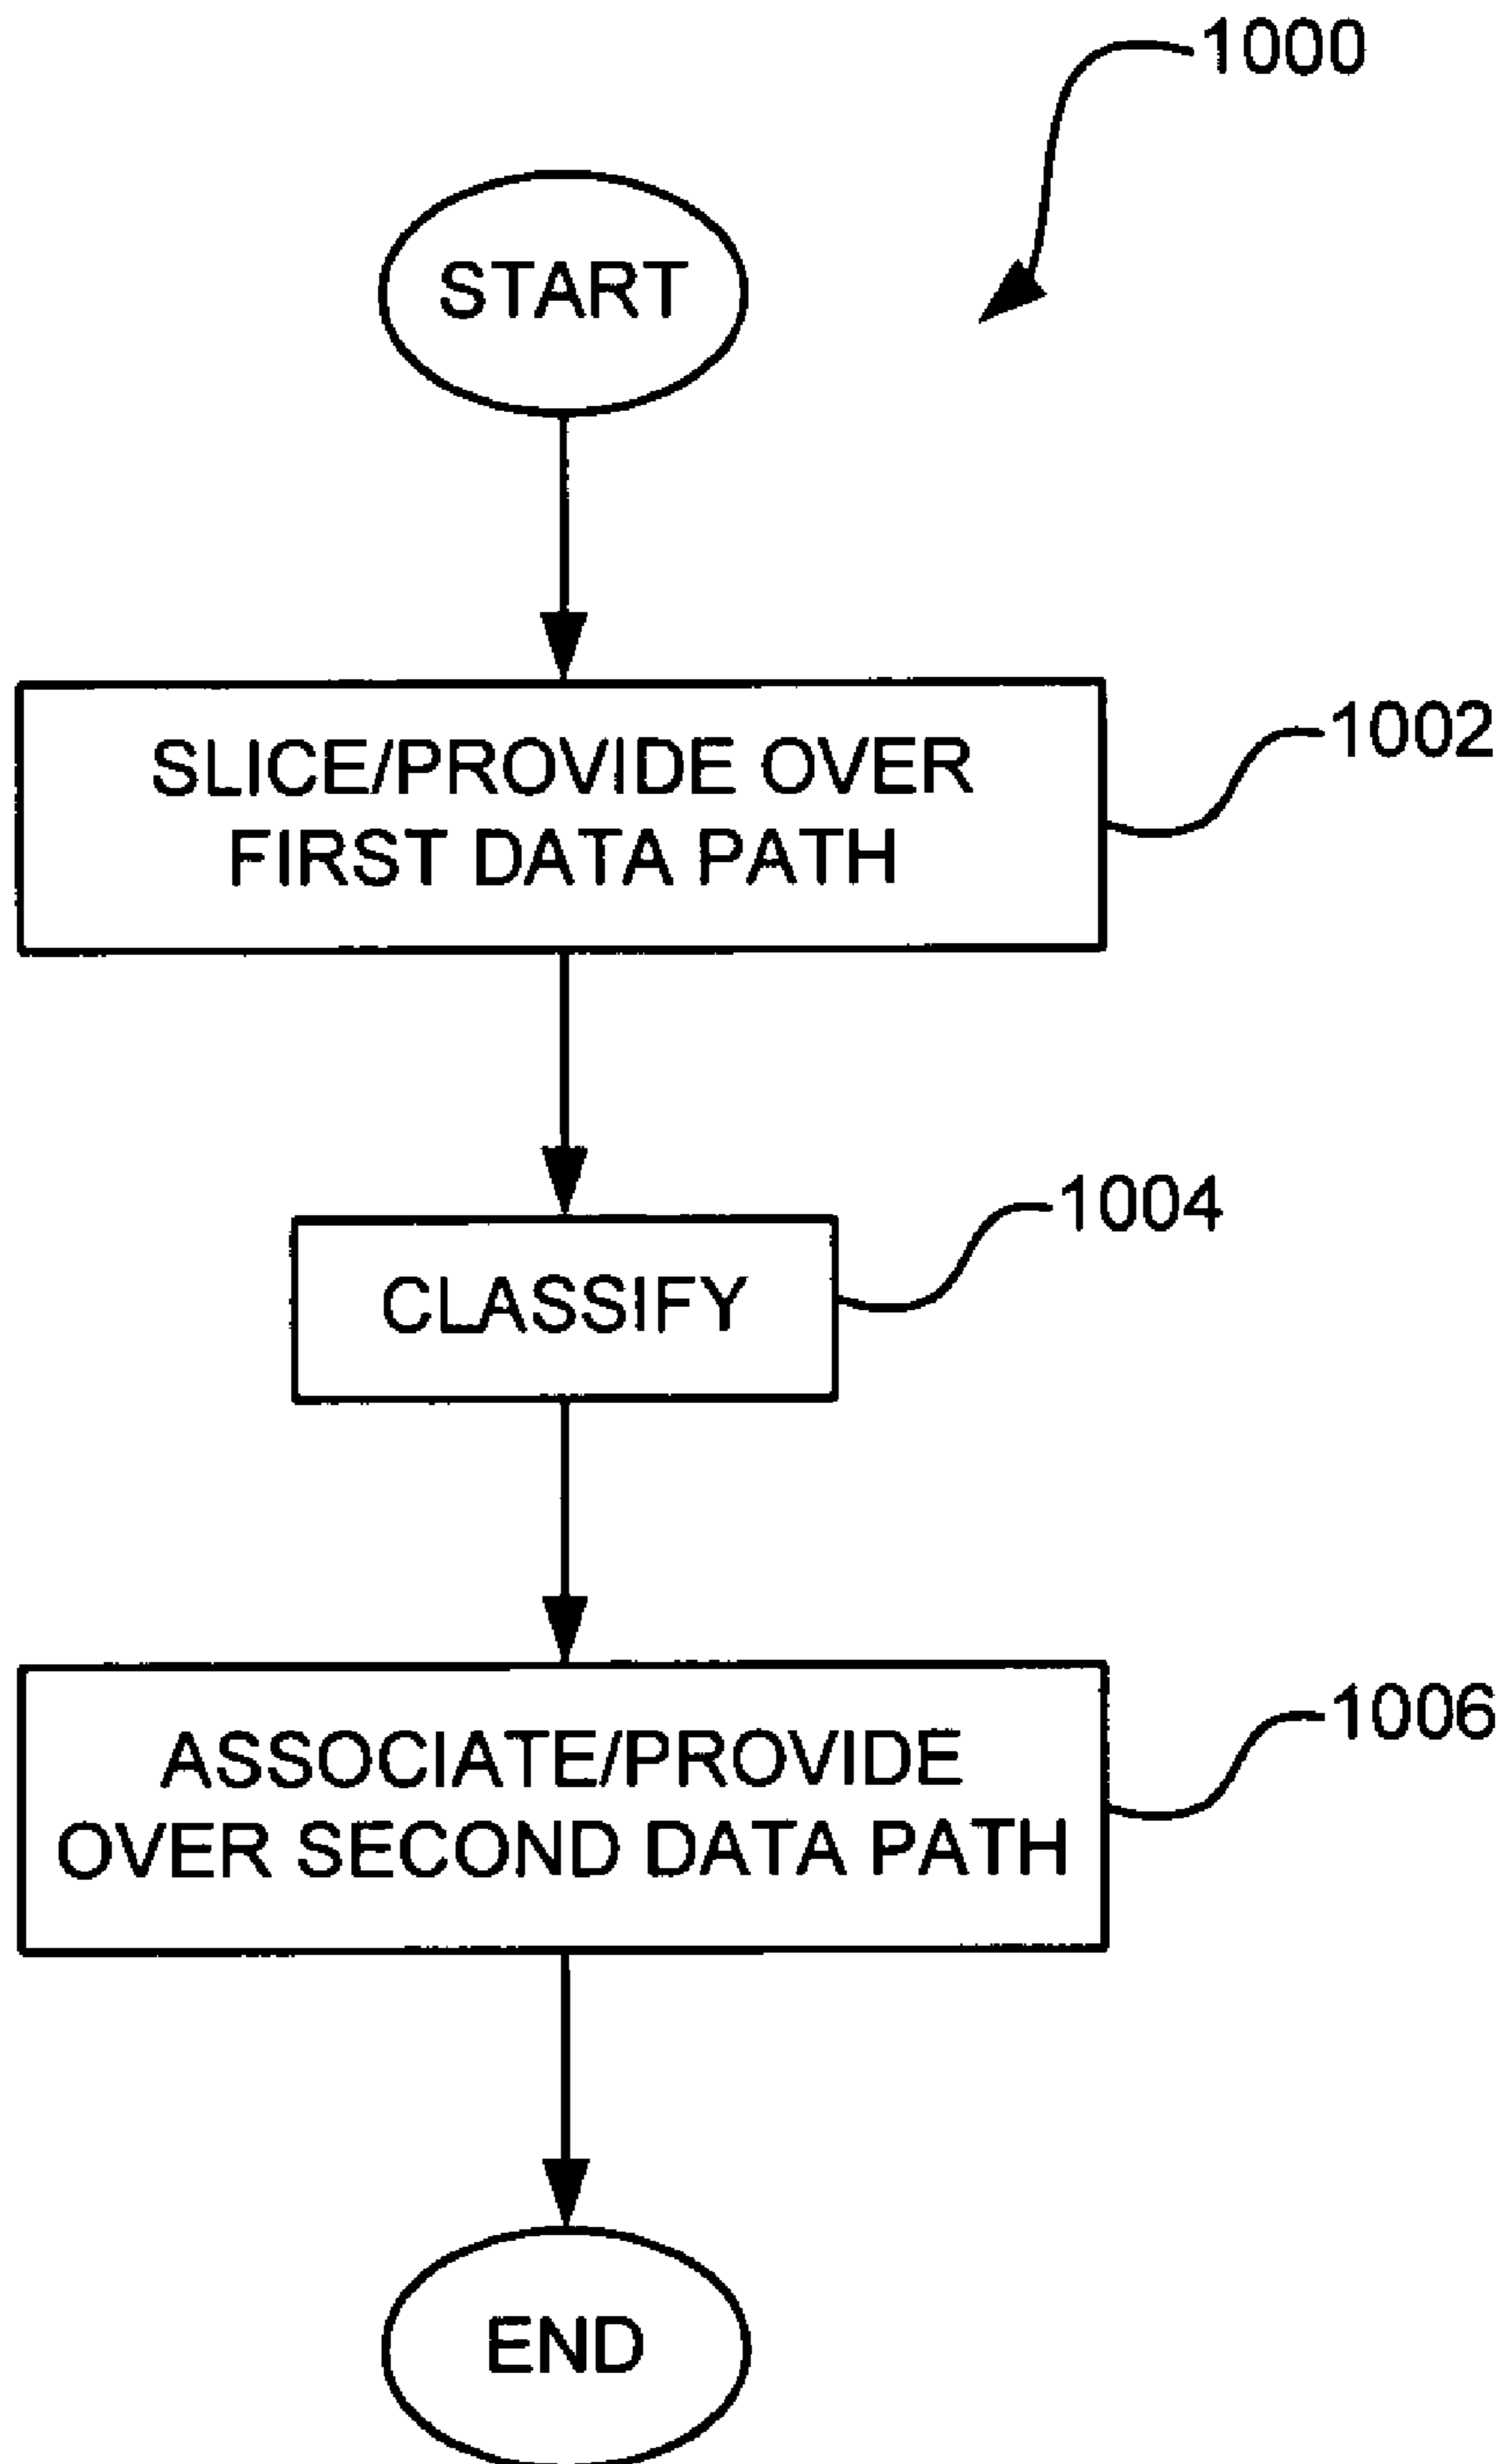 1000
START
SLICE/PROVIDE OVER
FIRST DATA PATH
1002
CLASSIFY
1004
ASSOCIATE/PROVIDE
OVER SECOND DATA PATH
1006
END